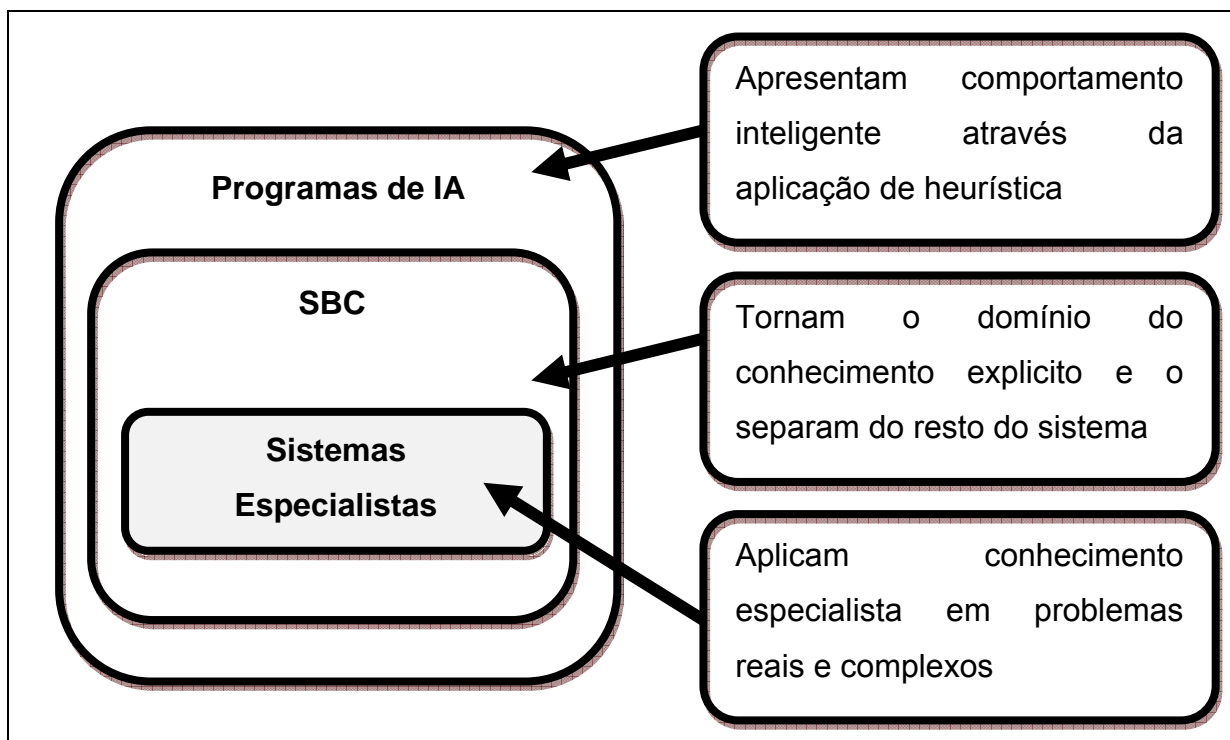 Programas de IA
SBC
Sistemas
Especialistas
Apresentam comportamento
inteligente através da
aplicação de heurística
Tornam o domínio do
conhecimento explicito e o
separam do resto do sistema
Aplicam conhecimento
especialista em problemas
reais e complexos